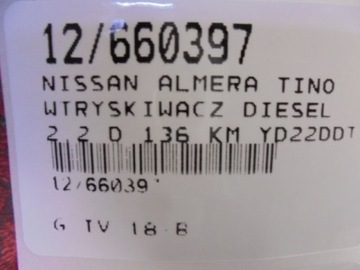 12/660397
NISSAN ALMERA TINO
WTRYSKIWACZ DIESEL
2 2 D 136 KM YD22DDT
12/66039
G IV 18-B